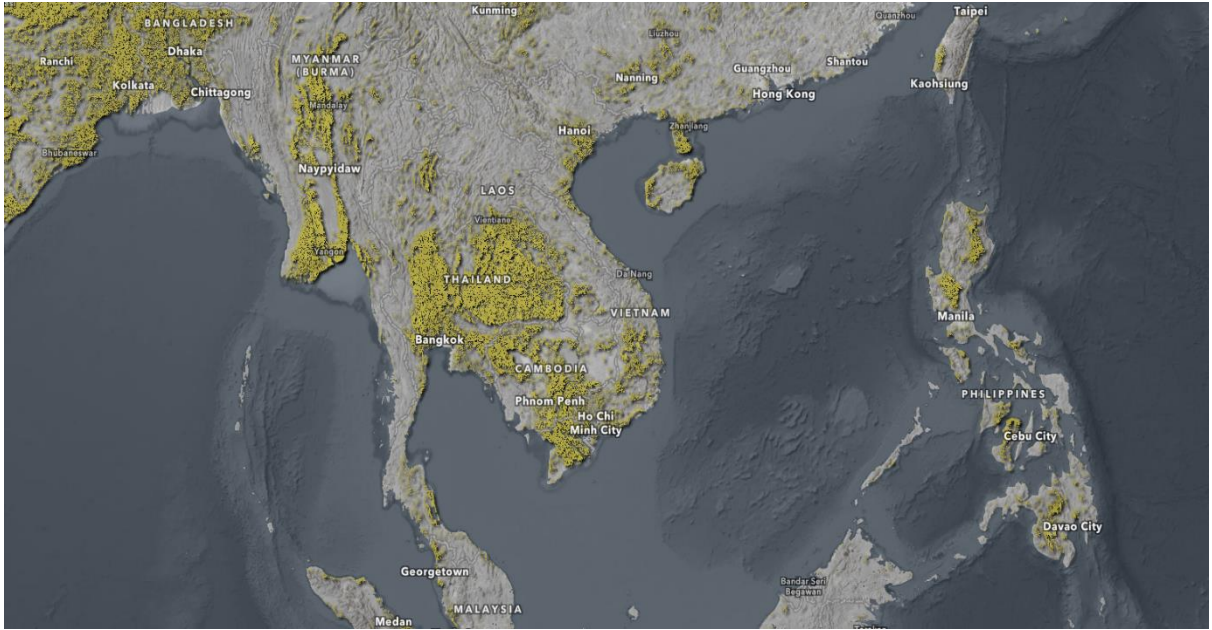 Taipei
Kunming
Quanzhou
BANGLADESH
Liuzhou
Dhaka
MYANMAR
(BURMA)
Ranchi
Shantou
Guangzhou
Nanning
Kolkata
Chittagong
Kaohsiung
Hong Kong
Mandalay
Zhanjiang
Hanoi
Bhubaneswar
Naypyidaw
LAOS
Vientiane
Yangon
Da Nang
THAILAND
VIETNAM
Manila
Bangkok
CAMBODIA
PHILIPPINES
Phnom Penh
Ho Chi
Minh City
Cebu City
Davao City
Georgetown
Bandar Seri
Begawan
MALAYSIA
Medan